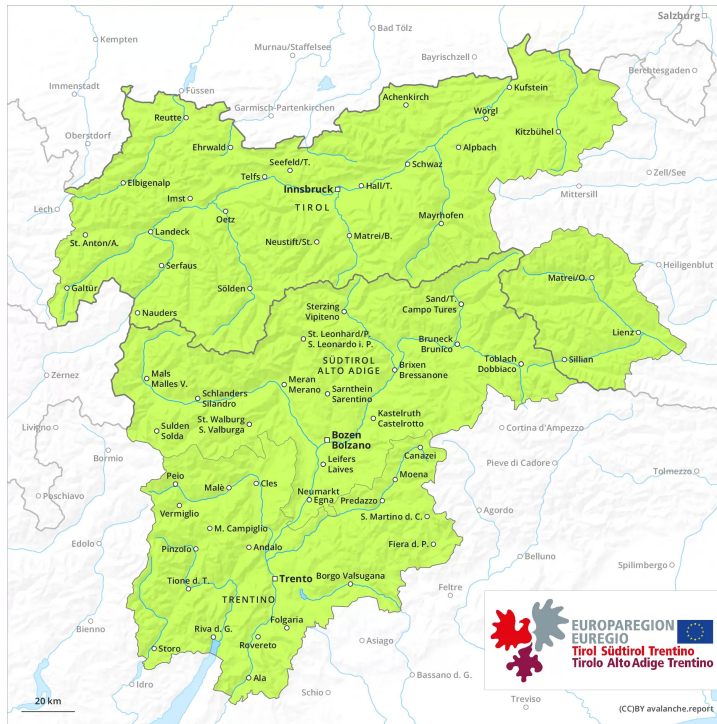 Salzburg
Kempten
Bad Tölz
Murnau/Staffelsee
Bayrischzell
Berchtesgaden
Immenstadt
Füssen
Garmisch-Partenkirchen
Achenkirch
Kufstein
Reutte
Wörgl
Oberstdorf
Kitzbühel
Ehrwald
Seefeld/T.
Alpbach
Schwaz
Zell/See
Elbigenalp
Telfs
Innsbruck
Hall/T.
Mittersill
Imst
TIROL
Lech
Oetz
Mayrhofen
St. Anton/A.
Landeck
Neustift/St.
Matrei/B.
Serfaus
Heiligenblut
Matrei/O.
Galtür
Sölden
Sand/T.
Campo Tures
Nauders
Sterzing
Vipiteno
Lienz
St. Leonhard/P.
S. Leonardo i. P.
Bruneck
Brunico
Toblach
Dobbiaco
Sillian
SÜDTIROL
ALTO ADIGE
Brixen
Bressanone
Zernez
Mals
Malles V.
Meran
Merano
Sarnthein
Sarentino
Schlanders
Silandro
Kastelruth
Castelrotto
St. Walburg
S. Valburga
Sulden
Solda
Livigno
Cortina d'Ampezzo
Bozen
Bolzano
Bormio
Canazei
Pieve di Cadore
Leifers
Laives
Tolmezzo
Moena
Peio
Malè
Cles
Poschiavo
Neumarkt
Egna
Predazzo
Vermiglio
Agordo
S. Martino d. C.
M. Campiglio
Edolo
Pinzolo
Andalo
Fiera d. P.
Belluno
Spilimbergo
Tione d. T.
Trento
Borgo Valsugana
Feltre
TRENTINO
Folgaria
Bienno
Riva d. G.
Rovereto
Asiago
Storo
Bassano d. G.
Idro
Ala
Schio
Treviso
EUROPAREGION
EUREGIO
Tirol Südtirol Trentino
Tirolo Alto Adige Trentino
20 km
(CC)BY avalanche.report